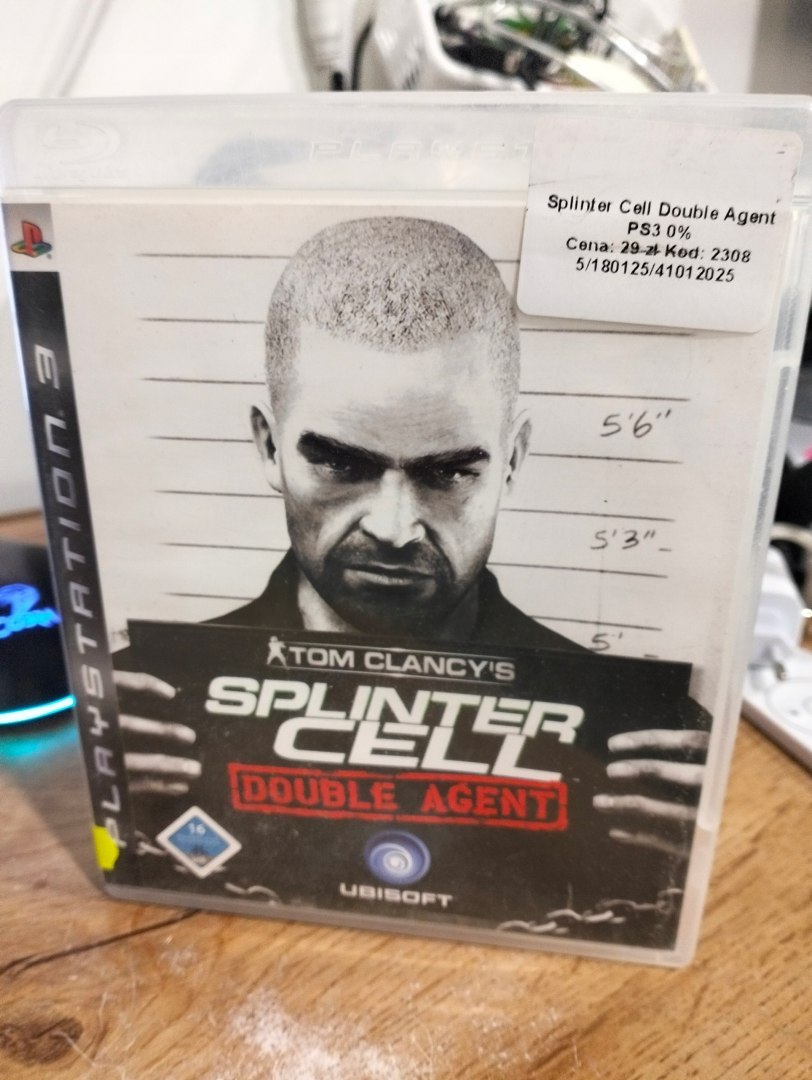 Splinter Cell Double Agent
PS3 0%
Cena: 29 zł Kod: 2308
5/180125/41012025
PLAYSTATION 3
5'6"
5'3"
5'
TOM CLANCY'S
SPLINTER
CELL
DOUBLE AGENT
16
UBISOFT